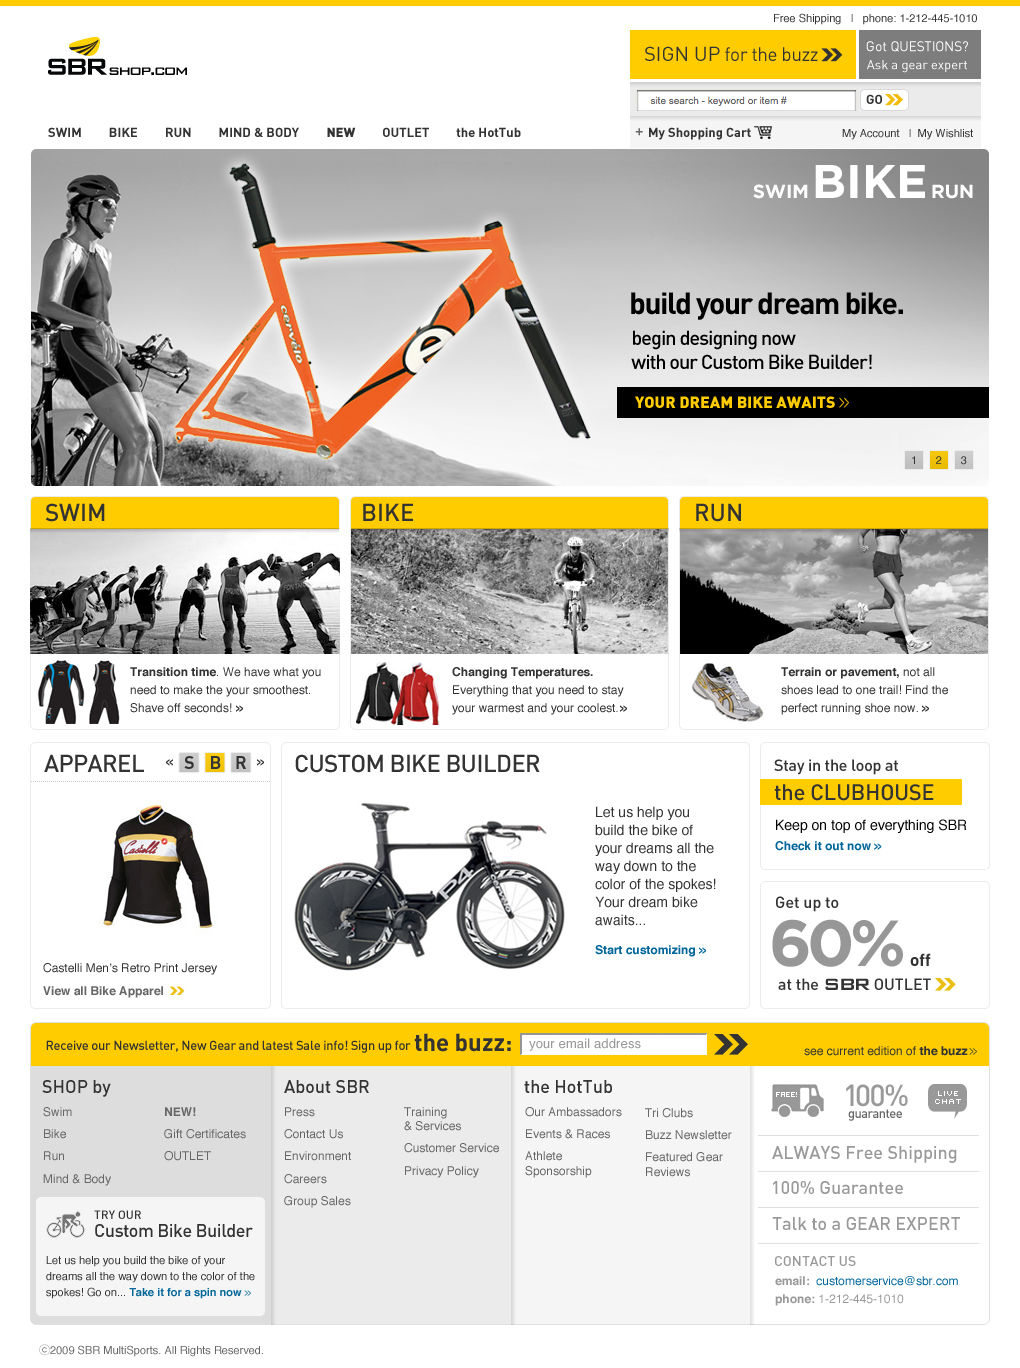 Free Shipping | phone: 1-212-445-1010
SBRSHOP.COM
SIGN UP for the buzz
Got QUESTIONS?
Ask a gear expert
site search - keyword or item #
GO
SWIM BIKE RUN MIND & BODY NEW OUTLET the HotTub
+ My Shopping Cart
My Account | My Wishlist
SWIM BIKE RUN
cervélo
build your dream bike.
begin designing now
with our Custom Bike Builder!
YOUR DREAM BIKE AWAITS »
1 2 3
SWIM
BIKE
RUN
Transition time. We have what you
need to make the your smoothest.
Shave off seconds! »
Changing Temperatures.
Everything that you need to stay
your warmest and your coolest.»
Terrain or pavement, not all
shoes lead to one trail! Find the
perfect running shoe now. »
APPAREL « S B R »
Castelli
Castelli Men's Retro Print Jersey
View all Bike Apparel
CUSTOM BIKE BUILDER
ZIPP
P4
cervélo
ZIPP
Let us help you
build the bike of
your dreams all the
way down to the
color of the spokes!
Your dream bike
awaits...
Start customizing »
Stay in the loop at
the CLUBHOUSE
Keep on top of everything SBR
Check it out now »
Get up to
60% off
at the SBR OUTLET
Receive our Newsletter, New Gear and latest Sale info! Sign up for the buzz:
your email address
see current edition of the buzz»
SHOP by
Swim
Bike
Run
Mind & Body
NEW!
Gift Certificates
OUTLET
TRY OUR
Custom Bike Builder
Let us help you build the bike of your
dreams all the way down to the color of the
spokes! Go on... Take it for a spin now »
About SBR
Press
Contact Us
Environment
Careers
Group Sales
Training
& Services
Customer Service
Privacy Policy
the HotTub
Our Ambassadors
Events & Races
Athlete
Sponsorship
Tri Clubs
Buzz Newsletter
Featured Gear
Reviews
FREE!
100%
guarantee
LIVE
CHAT
ALWAYS Free Shipping
100% Guarantee
Talk to a GEAR EXPERT
CONTACT US
email: customerservice@sbr.com
phone: 1-212-445-1010
©2009 SBR MultiSports. All Rights Reserved.